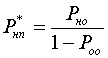 P*нп = Pно / (1 − Pоо)